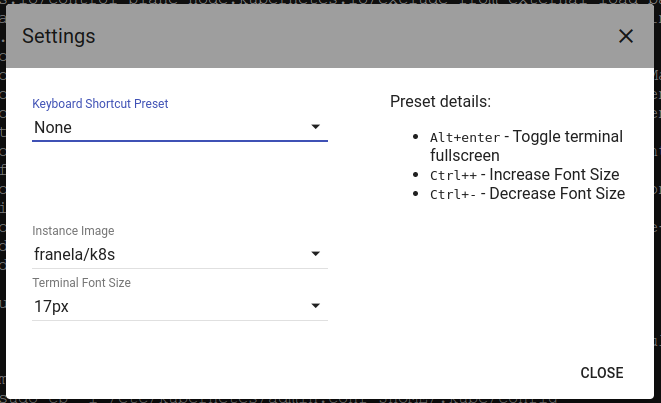 Settings
Keyboard Shortcut Preset
None
Preset details:
Alt+enter - Toggle terminal
fullscreen
Ctrl++ - Increase Font Size
Ctrl+- - Decrease Font Size
Instance Image
franela/k8s
Terminal Font Size
17px
CLOSE